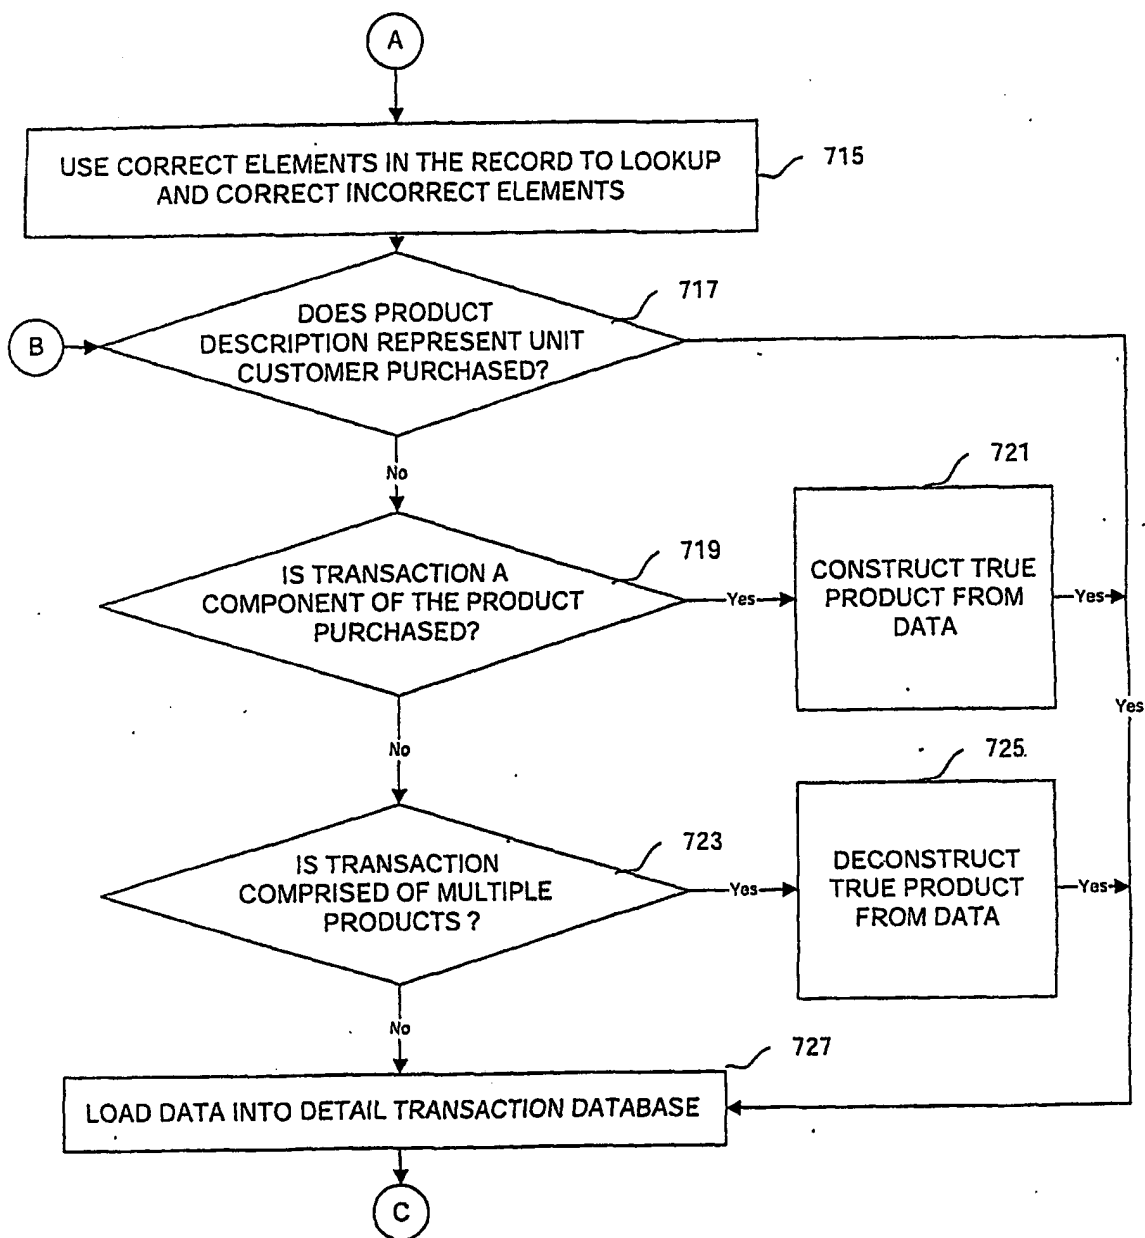 A
USE CORRECT ELEMENTS IN THE RECORD TO LOOKUP
AND CORRECT INCORRECT ELEMENTS
715
717
DOES PRODUCT
DESCRIPTION REPRESENT UNIT
CUSTOMER PURCHASED?
B
No
721
719
IS TRANSACTION A
COMPONENT OF THE PRODUCT
PURCHASED?
Yes
CONSTRUCT TRUE
PRODUCT FROM
DATA
Yes
Yes
No
725
723
IS TRANSACTION
COMPRISED OF MULTIPLE
PRODUCTS ?
Yes
DECONSTRUCT
TRUE PRODUCT
FROM DATA
Yes
No
727
LOAD DATA INTO DETAIL TRANSACTION DATABASE
C